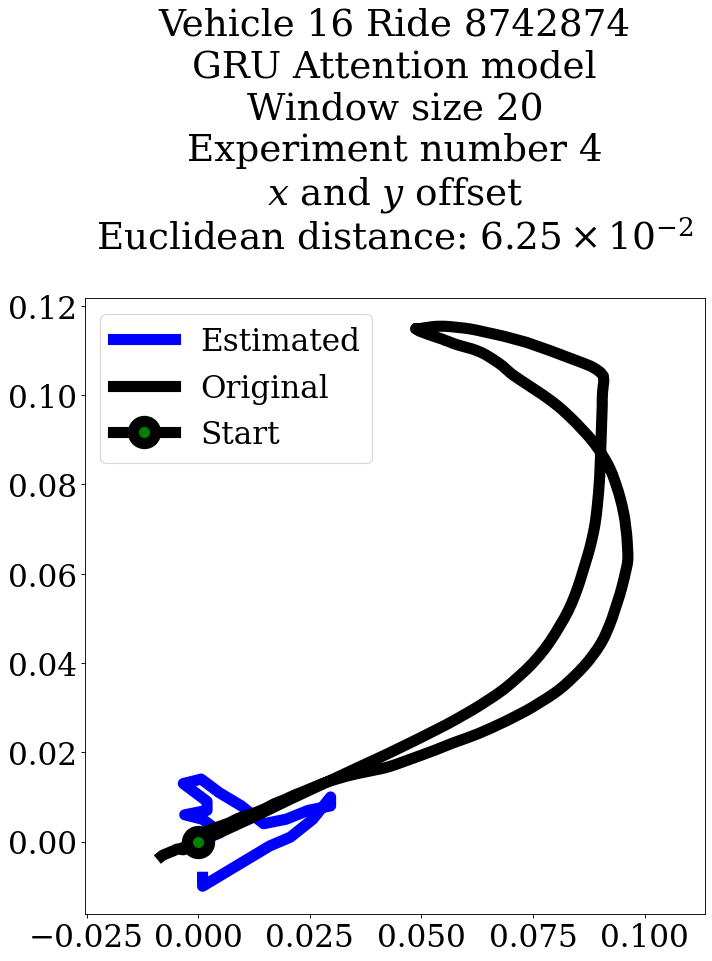 Vehicle 16 Ride 8742874
GRU Attention model
Window size 20
Experiment number 4
x and y offset
Euclidean distance: 6.25 × 10⁻²
Estimated
Original
Start
0.12
0.10
0.08
0.06
0.04
0.02
0.00
−0.025 0.000 0.025 0.050 0.075 0.100